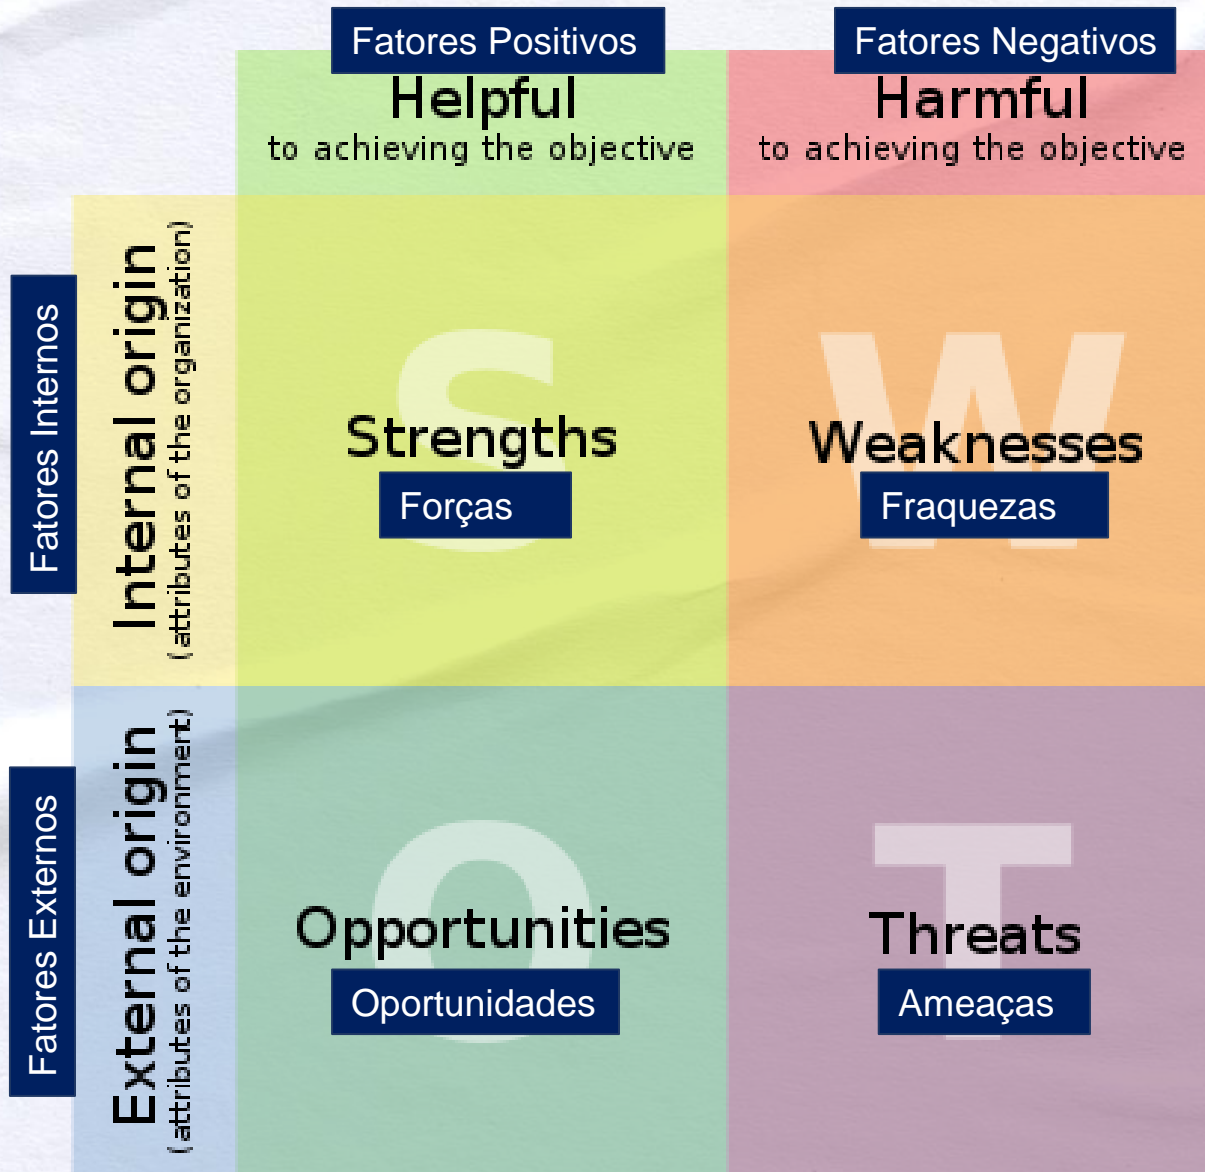 Fatores Positivos
Fatores Negativos
Helpful
to achieving the objective
Harmful
to achieving the objective
Fatores Internos
Internal origin
(attributes of the organization)
S
Strengths
Forças
W
Weaknesses
Fraquezas
Fatores Externos
External origin
(attributes of the environment)
O
Opportunities
Oportunidades
T
Threats
Ameaças